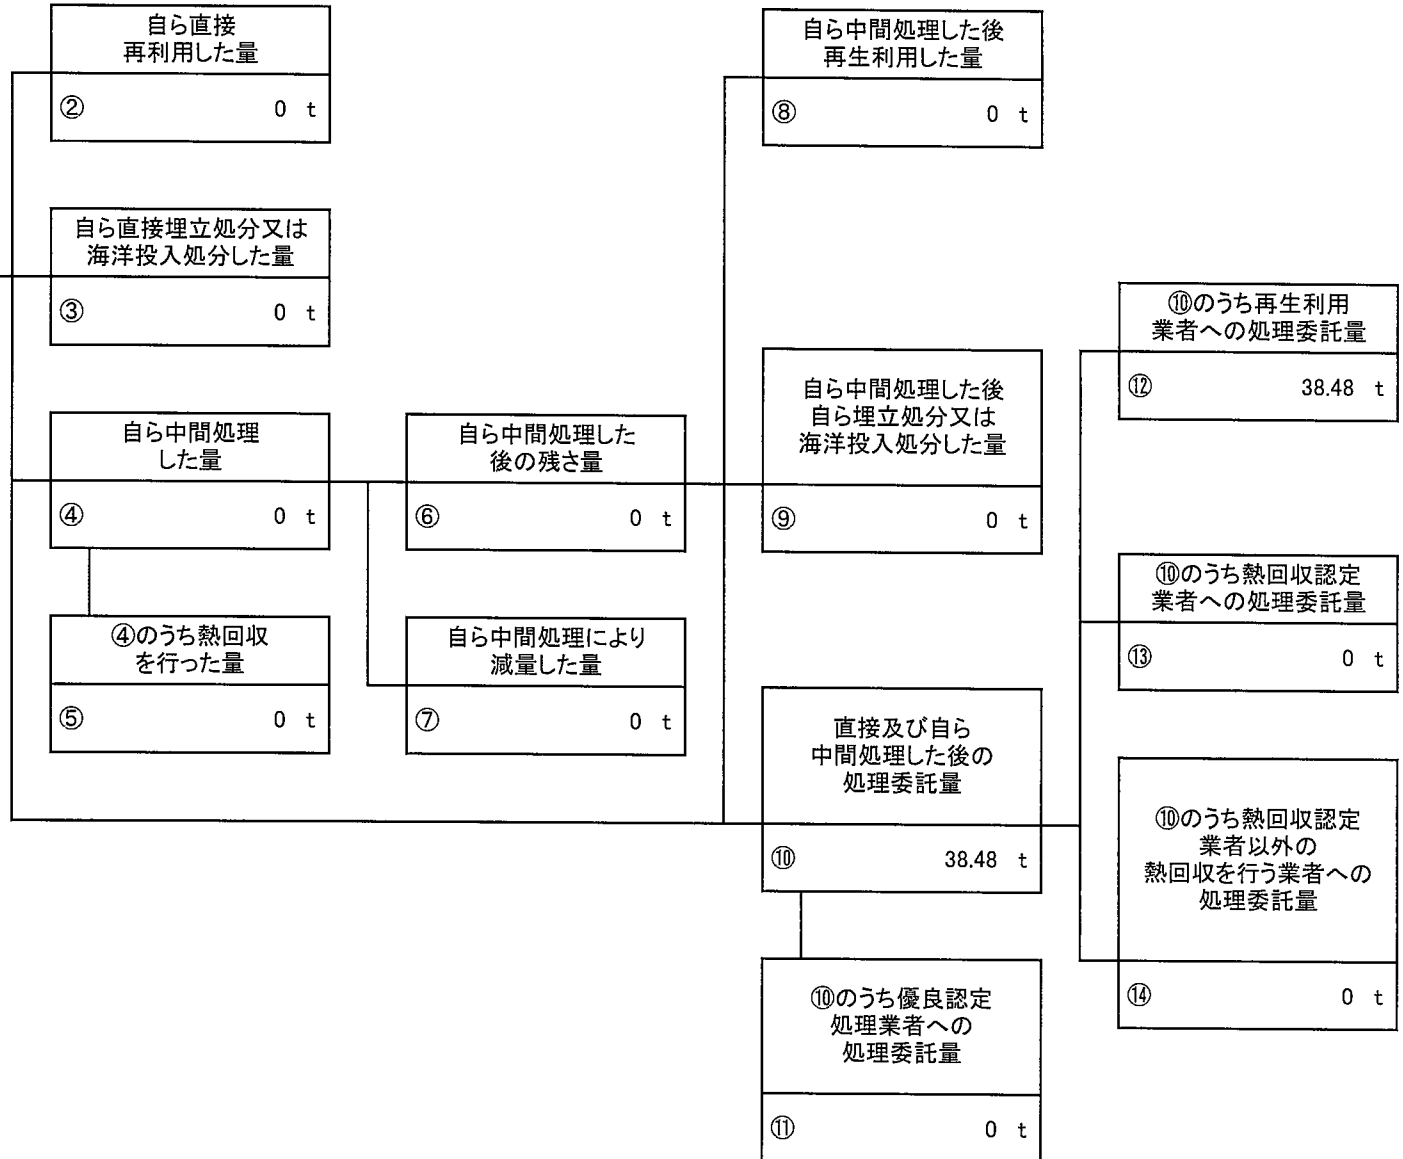 自ら直接
再利用した量
② 0 t
自ら直接埋立処分又は
海洋投入処分した量
③ 0 t
自ら中間処理
した量
④ 0 t
④のうち熱回収
を行った量
⑤ 0 t
自ら中間処理した
後の残さ量
⑥ 0 t
自ら中間処理により
減量した量
⑦ 0 t
自ら中間処理した後
再生利用した量
⑧ 0 t
自ら中間処理した後
自ら埋立処分又は
海洋投入処分した量
⑨ 0 t
直接及び自ら
中間処理した後の
処理委託量
⑩ 38.48 t
⑩のうち優良認定
処理業者への
処理委託量
⑪ 0 t
⑩のうち再生利用
業者への処理委託量
⑫ 38.48 t
⑩のうち熱回収認定
業者への処理委託量
⑬ 0 t
⑩のうち熱回収認定
業者以外の
熱回収を行う業者への
処理委託量
⑭ 0 t